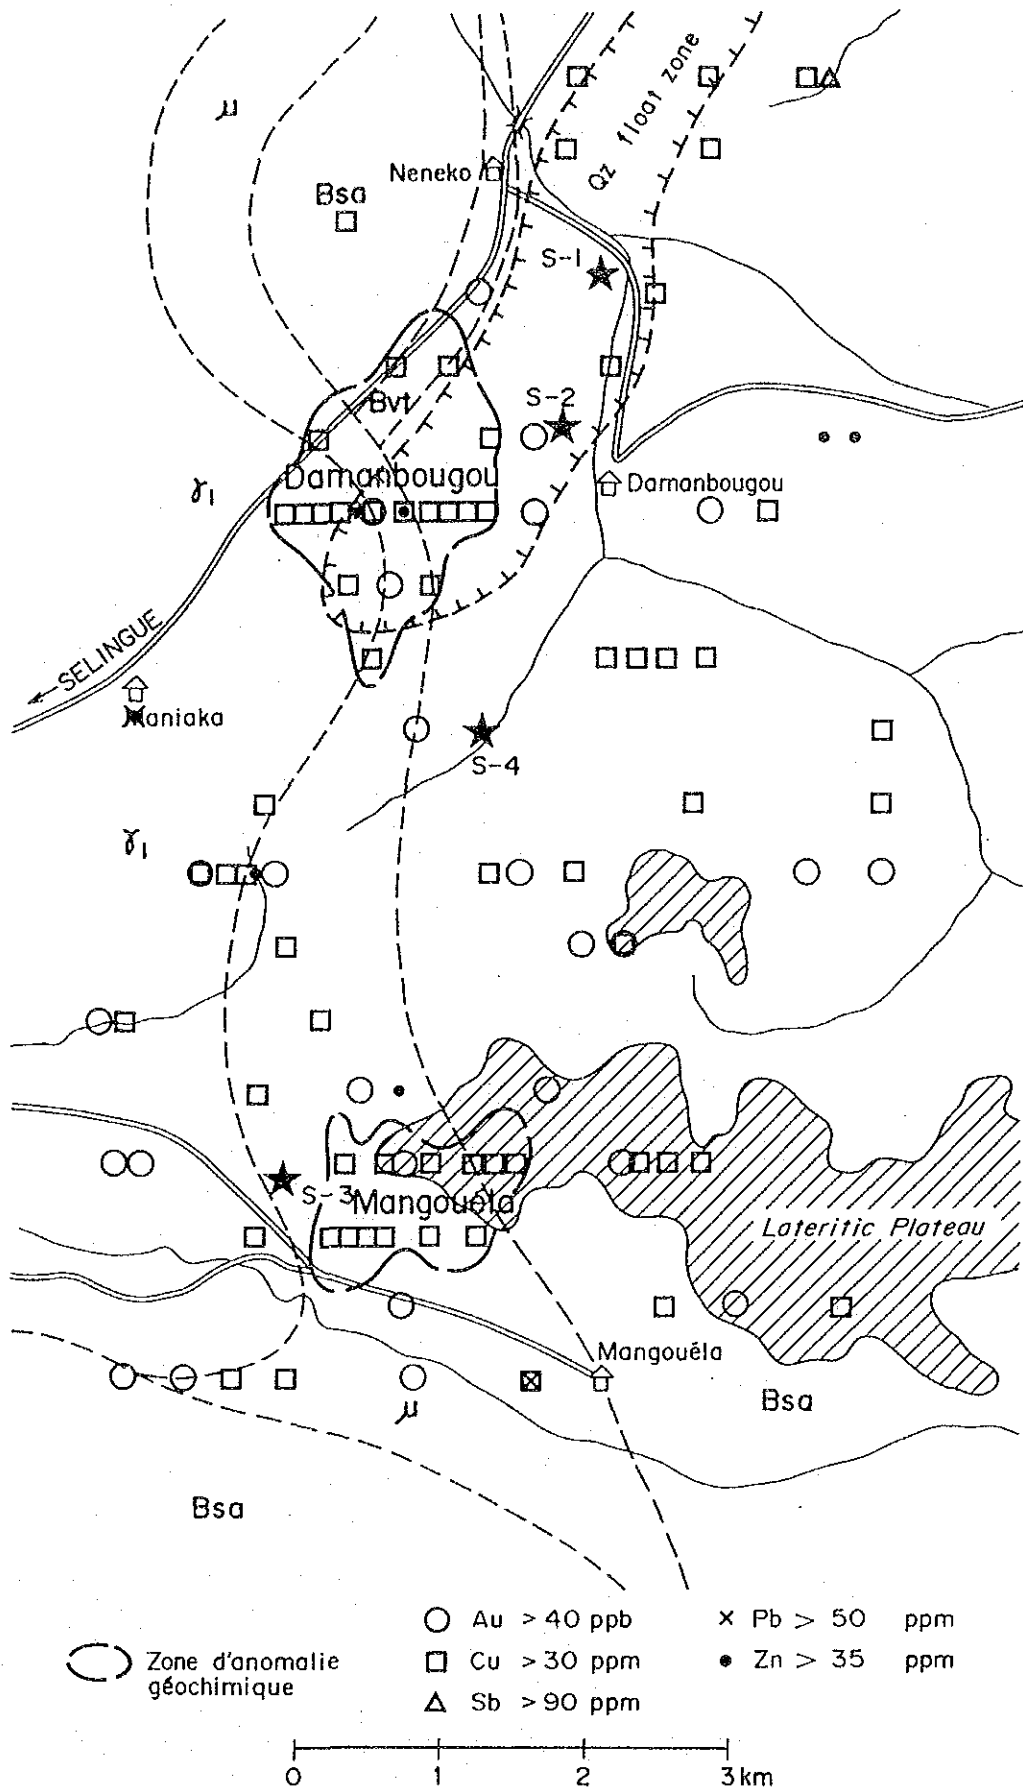 μ
Qz float zone
Neneko
Bsa
S-1
Bvt
S-2
Damanbougou
γ1
Damanbougou
←SELINGUE
Maniaka
S-4
γ1
S-3
Mangouéla
Lateritic Plateau
Mangouéla
Bsa
μ
Bsa
Zone d'anomalie
géochimique
○ Au > 40 ppb
□ Cu > 30 ppm
△ Sb > 90 ppm
× Pb > 50 ppm
• Zn > 35 ppm
0 1 2 3 km